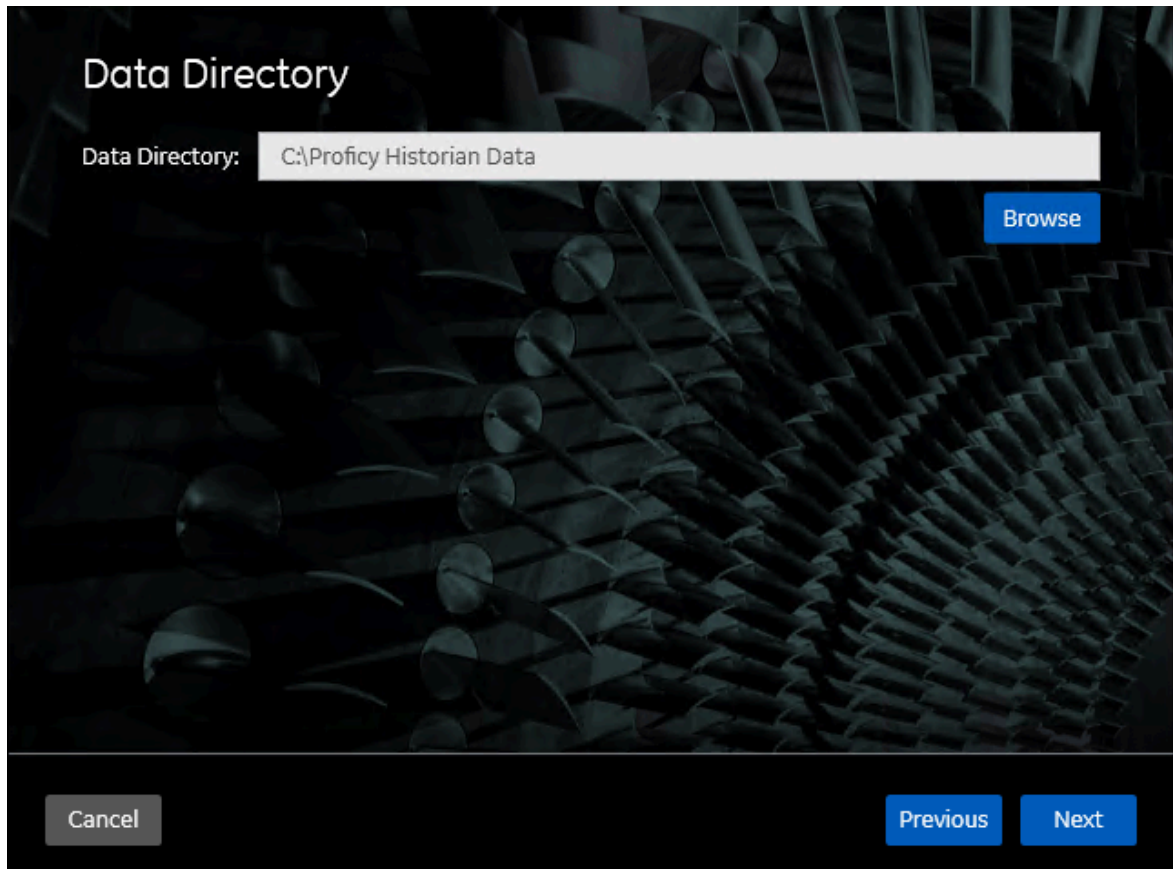 Data Directory
Data Directory: C:\Proficy Historian Data
Browse
Cancel Previous Next